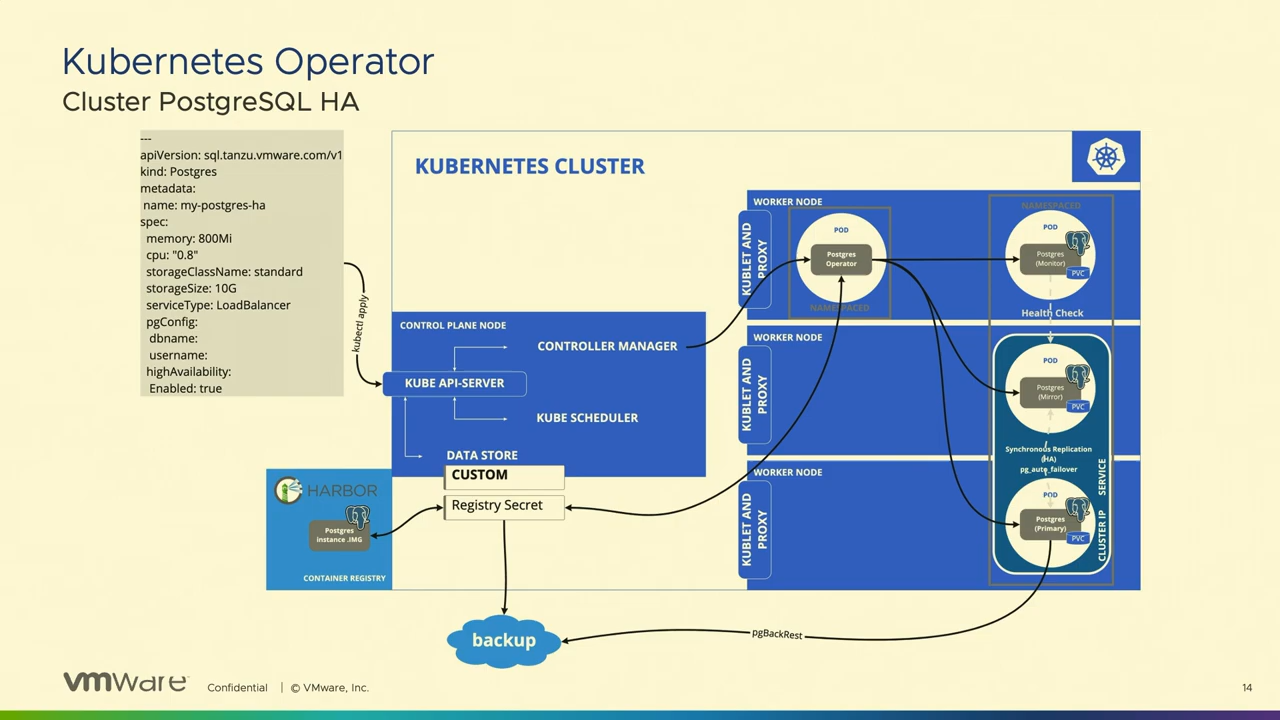 Kubernetes Operator
Cluster PostgreSQL HA
---
apiVersion: sql.tanzu.vmware.com/v1
kind: Postgres
metadata:
name: my-postgres-ha
spec:
memory: 800Mi
cpu: "0.8"
storageClassName: standard
storageSize: 10G
serviceType: LoadBalancer
pgConfig:
dbname:
username:
highAvailability:
Enabled: true
kubectl apply
KUBERNETES CLUSTER
CONTROL PLANE NODE
CONTROLLER MANAGER
KUBE API-SERVER
KUBE SCHEDULER
DATA STORE
CUSTOM
Registry Secret
HARBOR
Postgres
instance .IMG
CONTAINER REGISTRY
WORKER NODE
KUBLET AND
PROXY
POD
Postgres
Operator
NAMESPACED
NAMESPACED
POD
Postgres
(Monitor)
PVC
Health Check
WORKER NODE
KUBLET AND
PROXY
POD
Postgres
(Mirror)
PVC
Synchronous Replication
(HA)
pg_auto_failover
WORKER NODE
KUBLET AND
PROXY
POD
Postgres
(Primary)
PVC
CLUSTER IP SERVICE
backup
pgBackRest
vmware
Confidential | © VMware, Inc.
14